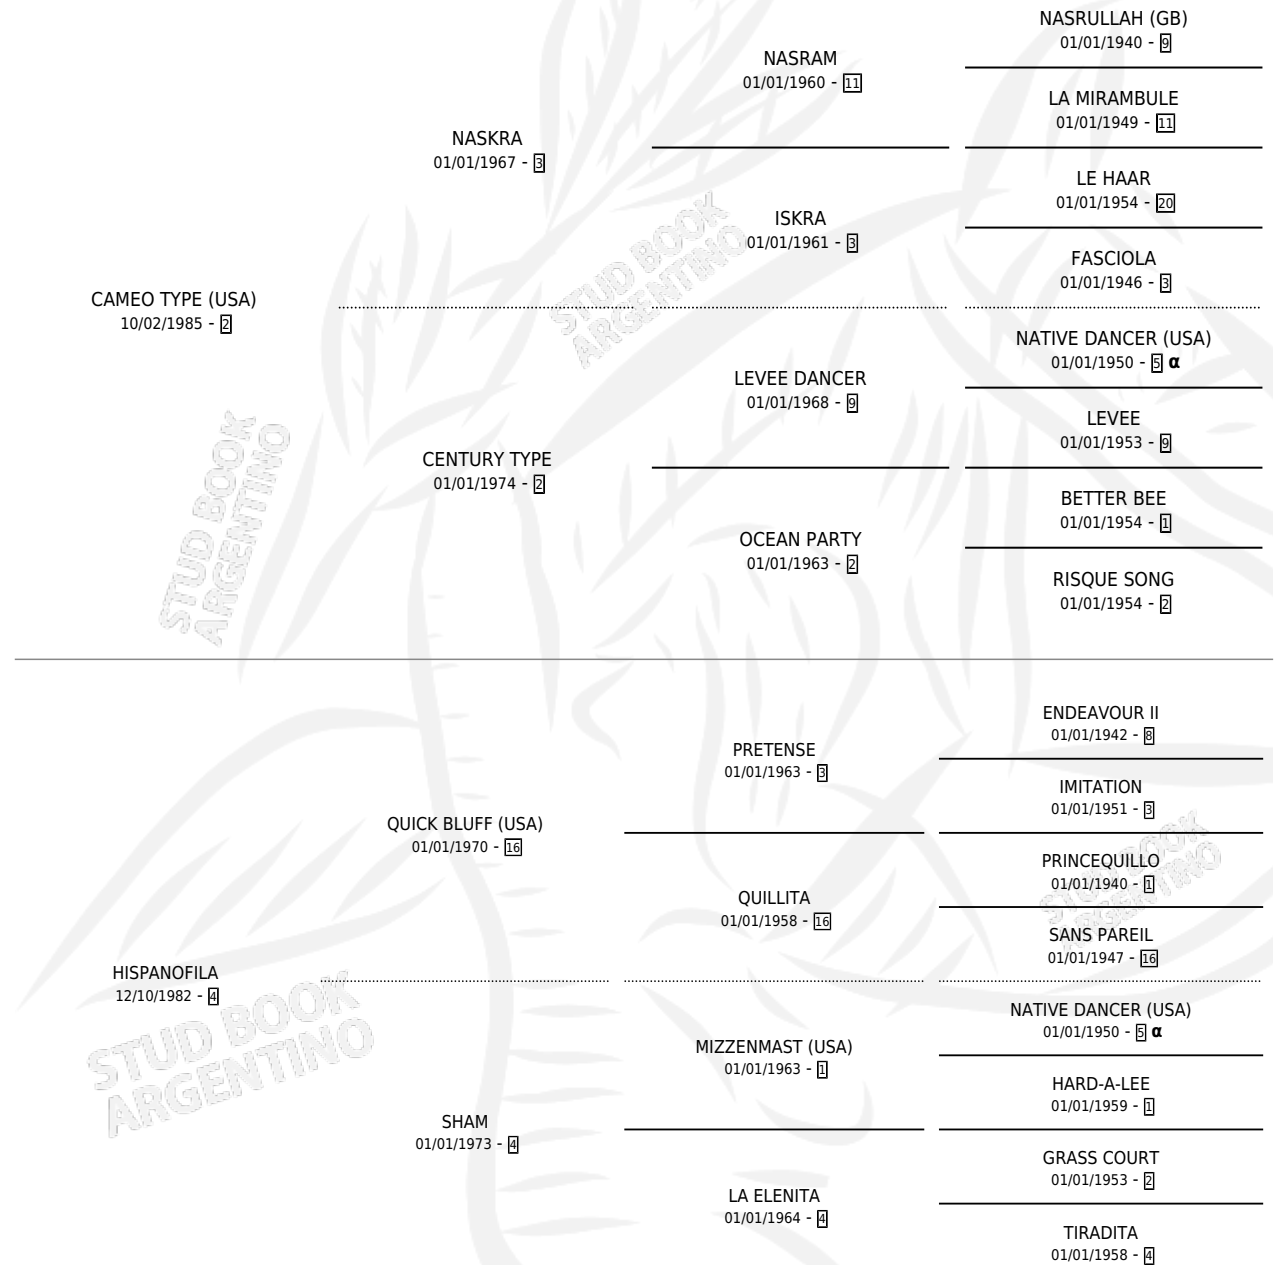 NASRULLAH (GB)
01/01/1940 - 9
NASRAM
01/01/1960 - 11
LA MIRAMBULE
01/01/1949 - 11
NASKRA
01/01/1967 - 3
LE HAAR
01/01/1954 - 20
ISKRA
01/01/1961 - 3
FASCIOLA
01/01/1946 - 3
CAMEO TYPE (USA)
10/02/1985 - 2
NATIVE DANCER (USA)
01/01/1950 - 5 α
LEVEE DANCER
01/01/1968 - 9
LEVEE
01/01/1953 - 9
CENTURY TYPE
01/01/1974 - 2
BETTER BEE
01/01/1954 - 1
OCEAN PARTY
01/01/1963 - 2
RISQUE SONG
01/01/1954 - 2
ENDEAVOUR II
01/01/1942 - 8
PRETENSE
01/01/1963 - 3
IMITATION
01/01/1951 - 3
QUICK BLUFF (USA)
01/01/1970 - 16
PRINCEQUILLO
01/01/1940 - 1
QUILLITA
01/01/1958 - 16
SANS PAREIL
01/01/1947 - 16
HISPANOFILA
12/10/1982 - 4
NATIVE DANCER (USA)
01/01/1950 - 5 α
MIZZENMAST (USA)
01/01/1963 - 1
HARD-A-LEE
01/01/1959 - 1
SHAM
01/01/1973 - 4
GRASS COURT
01/01/1953 - 2
LA ELENITA
01/01/1964 - 4
TIRADITA
01/01/1958 - 4
STUD BOOK
ARGENTINO
STUD BOOK
ARGENTINO
STUD BOOK
ARGENTINO
STUD BOOK
ARGENTINO